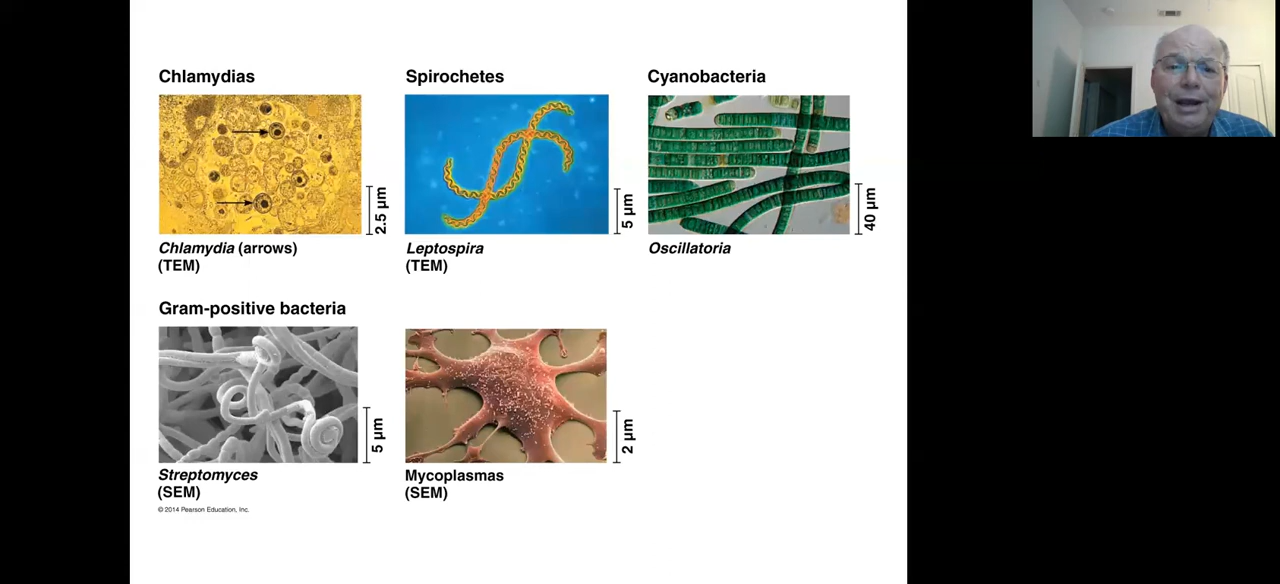 Chlamydias
2.5 µm
Chlamydia (arrows)
(TEM)
Spirochetes
5 µm
Leptospira
(TEM)
Cyanobacteria
40 µm
Oscillatoria
Gram-positive bacteria
5 µm
Streptomyces
(SEM)
2 µm
Mycoplasmas
(SEM)
© 2014 Pearson Education, Inc.